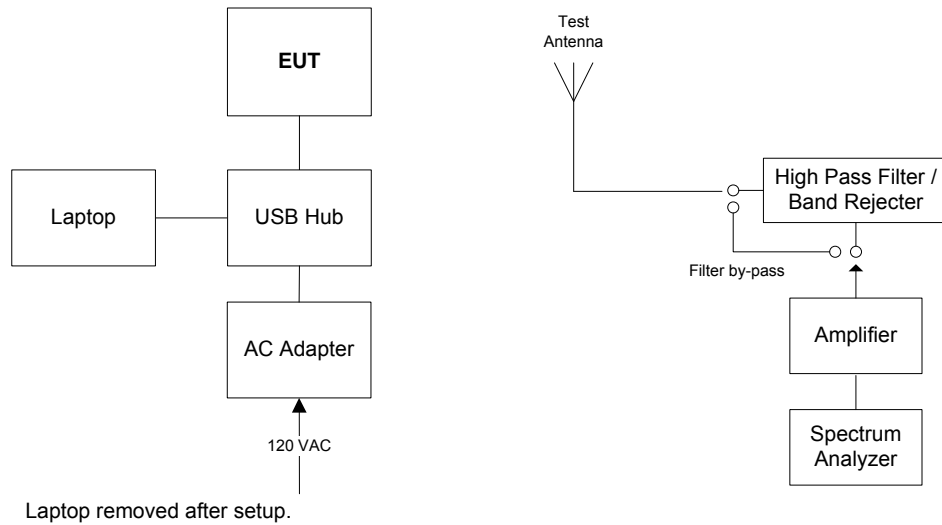 EUT
Laptop
USB Hub
AC Adapter
120 VAC
Laptop removed after setup.
Test
Antenna
High Pass Filter /
Band Rejecter
Filter by-pass
Amplifier
Spectrum
Analyzer